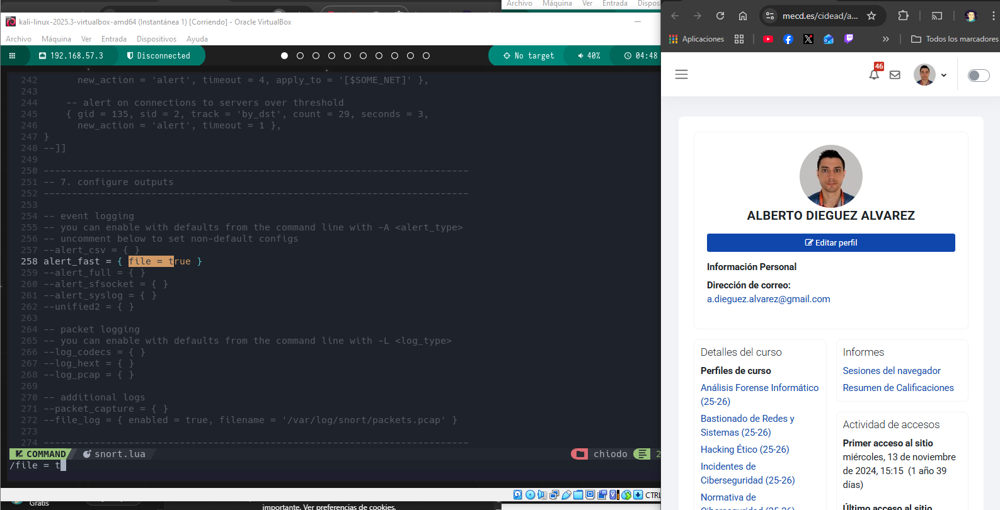 Archivo Máquina Ver Entrada Dispos
kali-linux-2025.3-virtualbox-amd64 (Instantánea 1) [Corriendo] - Oracle VirtualBox
Archivo Máquina Ver Entrada Dispositivos Ayuda
192.168.57.3 Disconnected No target 40% 04:48
242 new_action = 'alert', timeout = 4, apply_to = '[$SOME_NET]' },
243
244 -- alert on connections to servers over threshold
245 { gid = 135, sid = 2, track = 'by_dst', count = 29, seconds = 3,
246 new_action = 'alert', timeout = 1 },
247 }
248 --]]
249
250 ---------------------------------------------------------------------------
251 -- 7. configure outputs
252 ---------------------------------------------------------------------------
253
254 -- event logging
255 -- you can enable with defaults from the command line with -A <alert_type>
256 -- uncomment below to set non-default configs
257 --alert_csv = { }
258 alert_fast = { file = true }
259 --alert_full = { }
260 --alert_sfsocket = { }
261 --alert_syslog = { }
262 --unified2 = { }
263
264 -- packet logging
265 -- you can enable with defaults from the command line with -L <log_type>
266 --log_codecs = { }
267 --log_hext = { }
268 --log_pcap = { }
269
270 -- additional logs
271 --packet_capture = { }
272 --file_log = { enabled = true, filename = '/var/log/snort/packets.pcap' }
273
274 ---------------------------------------------------------------------------
COMMAND snort.lua chiodo 2
/file = t
CTRL
Gratis
importante. Ver preferencias de cookies.
mecd.es/cidead/a...
Aplicaciones » Todos los marcadores
46
ALBERTO DIEGUEZ ALVAREZ
Editar perfil
Información Personal
Dirección de correo:
a.dieguez.alvarez@gmail.com
Detalles del curso
Perfiles de curso
Análisis Forense Informático
(25-26)
Bastionado de Redes y
Sistemas (25-26)
Hacking Ético (25-26)
Incidentes de
Ciberseguridad (25-26)
Normativa de
Ciberseguridad (25-26)
Informes
Sesiones del navegador
Resumen de Calificaciones
Actividad de accesos
Primer acceso al sitio
miércoles, 13 de noviembre
de 2024, 15:15 (1 año 39
días)
Último acceso al sitio